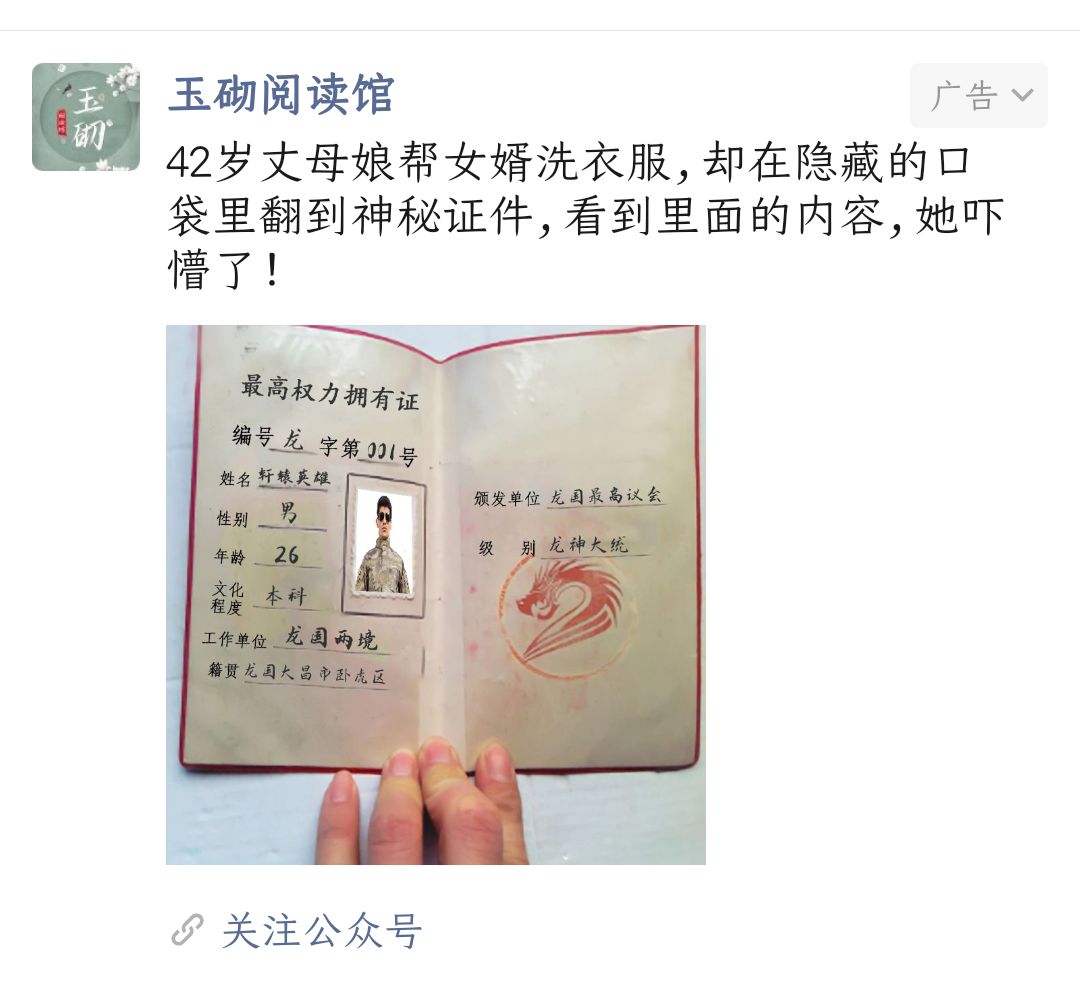 玉砌阅读馆
广告
玉砌
42岁丈母娘帮女婿洗衣服,却在隐藏的口
袋里翻到神秘证件,看到里面的内容,她吓
懵了!
最高权力拥有证
编号龙字第001号
姓名 轩辕英雄
性别 男
年龄 26
文化程度 本科
工作单位 龙国两境
籍贯 龙国大昌市卧虎区
颁发单位 龙国最高议会
级 别 龙神大统
关注公众号